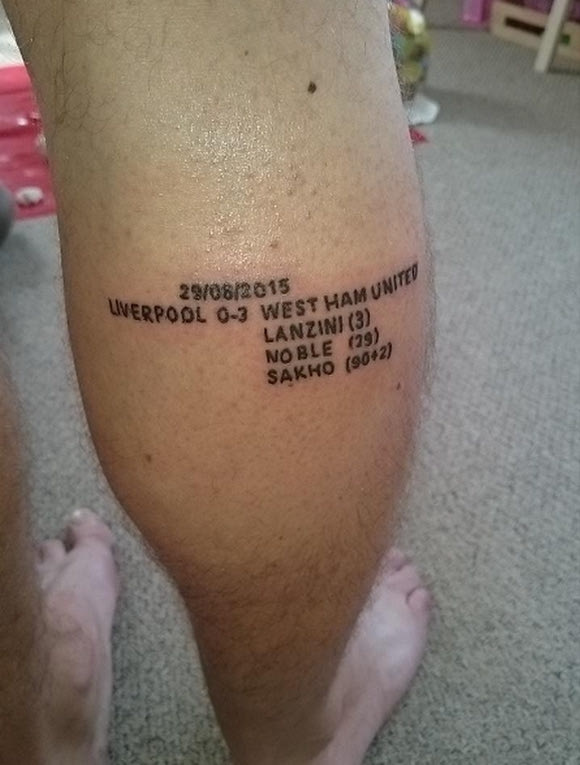 29/08/2015
LIVERPOOL 0-3 WEST HAM UNITED
LANZINI (3)
NOBLE (29)
SAKHO (90+2)